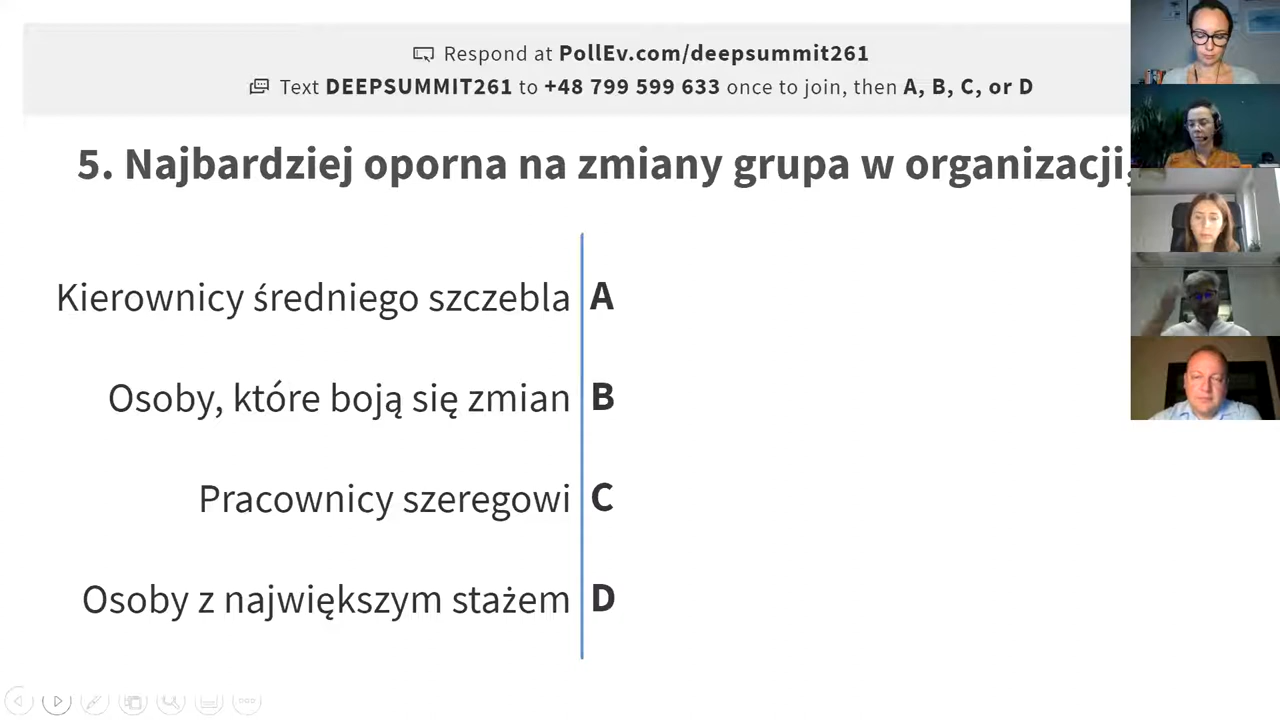 Respond at PollEv.com/deepsummit261
Text DEEPSUMMIT261 to +48 799 599 633 once to join, then A, B, C, or D
5. Najbardziej oporna na zmiany grupa w organizacji,
Kierownicy średniego szczebla A
Osoby, które boją się zmian B
Pracownicy szeregowi C
Osoby z największym stażem D